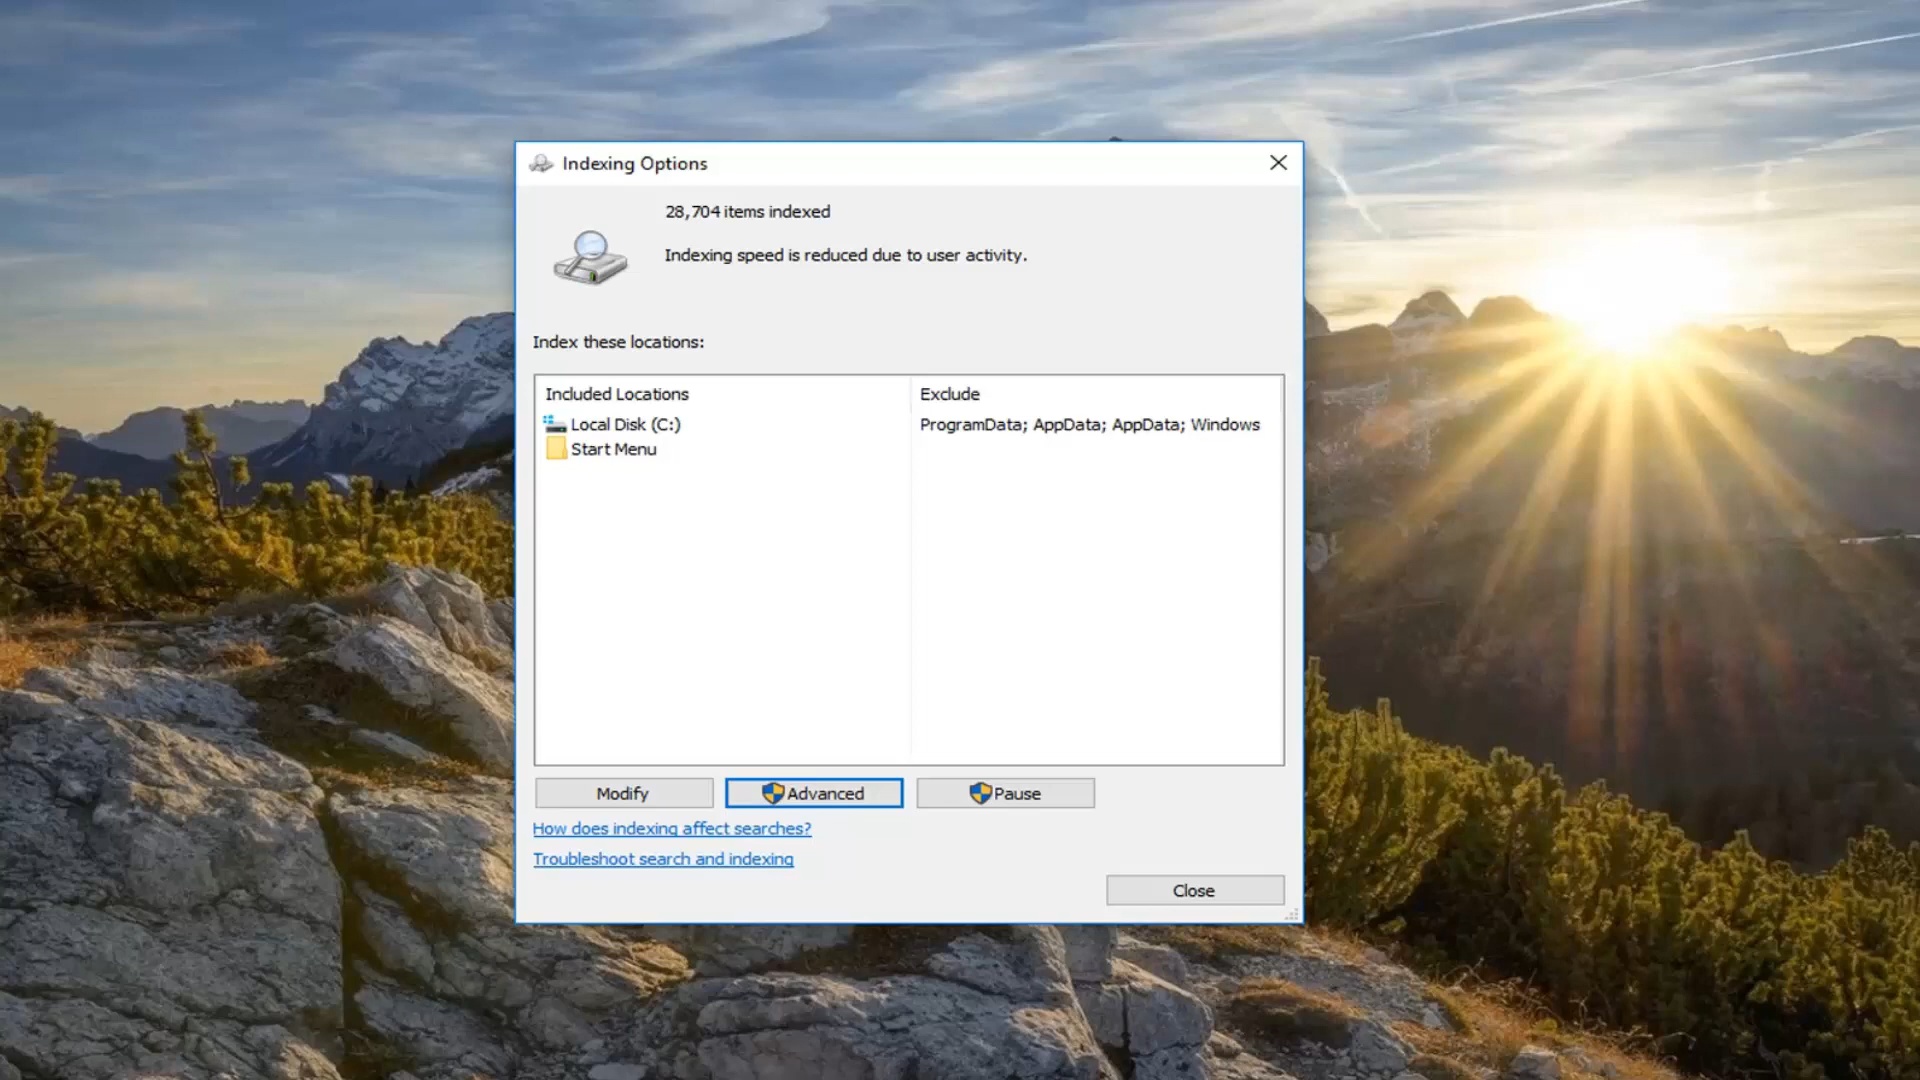 Indexing Options
28,704 items indexed
Indexing speed is reduced due to user activity.
Index these locations:
Included Locations Exclude
Local Disk (C:) ProgramData; AppData; AppData; Windows
Start Menu
Modify Advanced Pause
How does indexing affect searches?
Troubleshoot search and indexing
Close